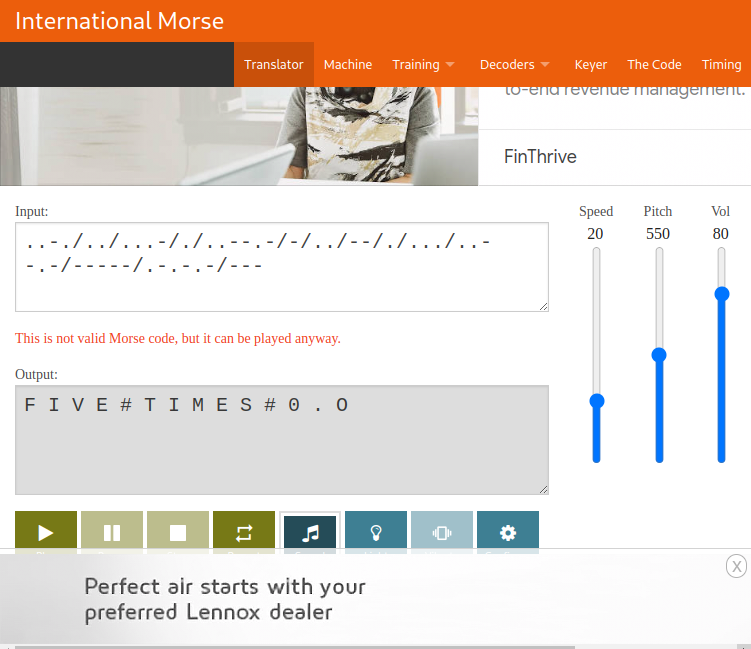 International Morse
Translator Machine Training Decoders Keyer The Code Timing
to-end revenue management.
FinThrive
Input:
..-./../...-/./..--.-/-/../--/./.../..-
-.-/-----/.-.-.-/---
This is not valid Morse code, but it can be played anyway.
Output:
F I V E # T I M E S # 0 . O
Speed Pitch Vol
20 550 80
X
Perfect air starts with your
preferred Lennox dealer